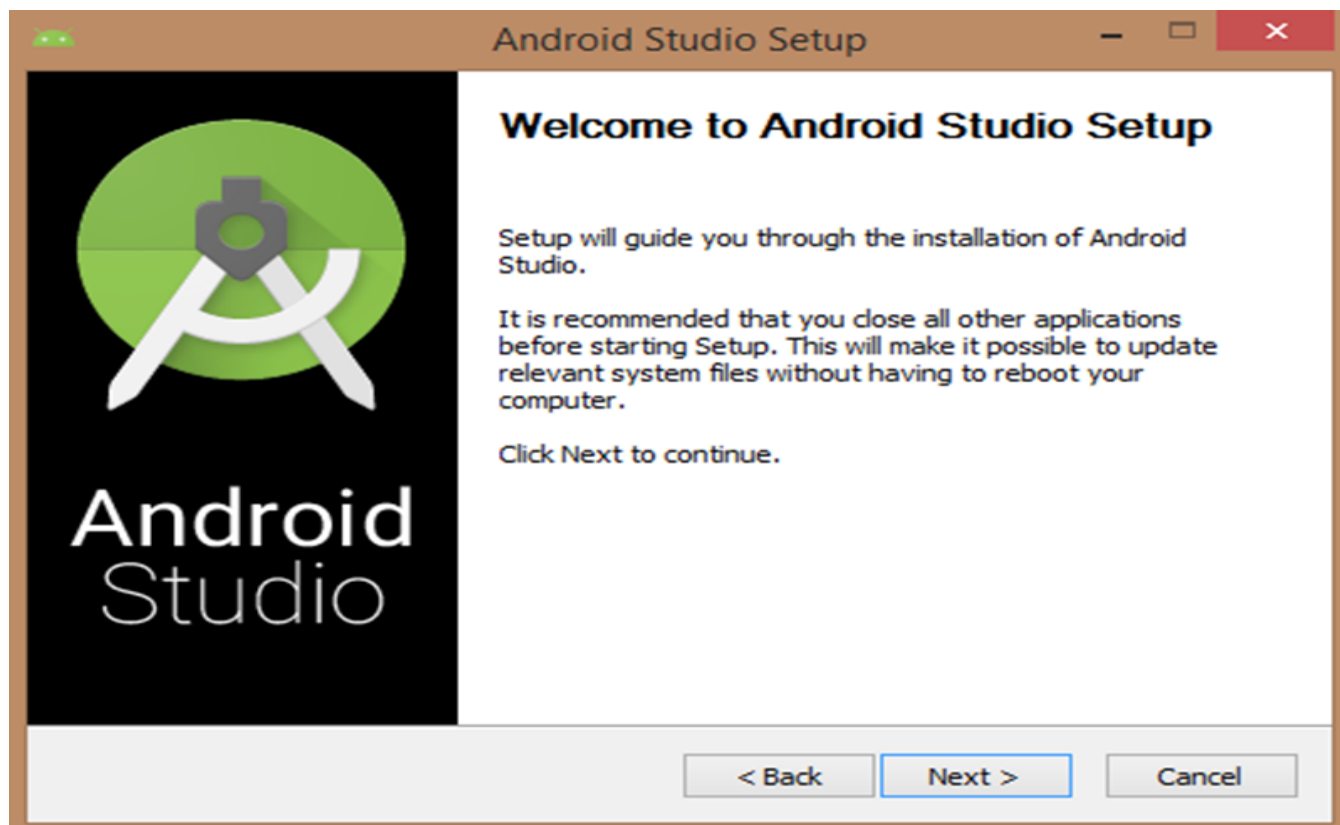 Android Studio Setup
Welcome to Android Studio Setup
Setup will guide you through the installation of Android
Studio.
It is recommended that you close all other applications
before starting Setup. This will make it possible to update
relevant system files without having to reboot your
computer.
Click Next to continue.
Android
Studio
< Back
Next >
Cancel